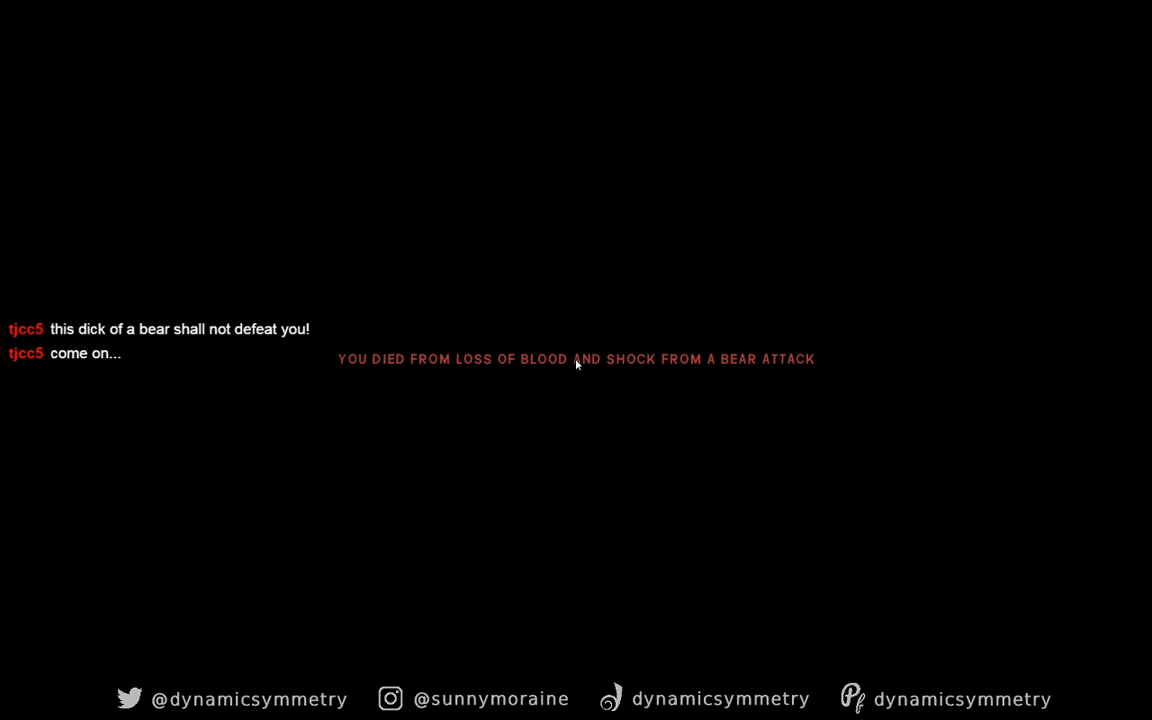 tjcc5 this dick of a bear shall not defeat you!
tjcc5 come on...
YOU DIED FROM LOSS OF BLOOD AND SHOCK FROM A BEAR ATTACK
@dynamicsymmetry @sunnymoraine dynamicsymmetry dynamicsymmetry